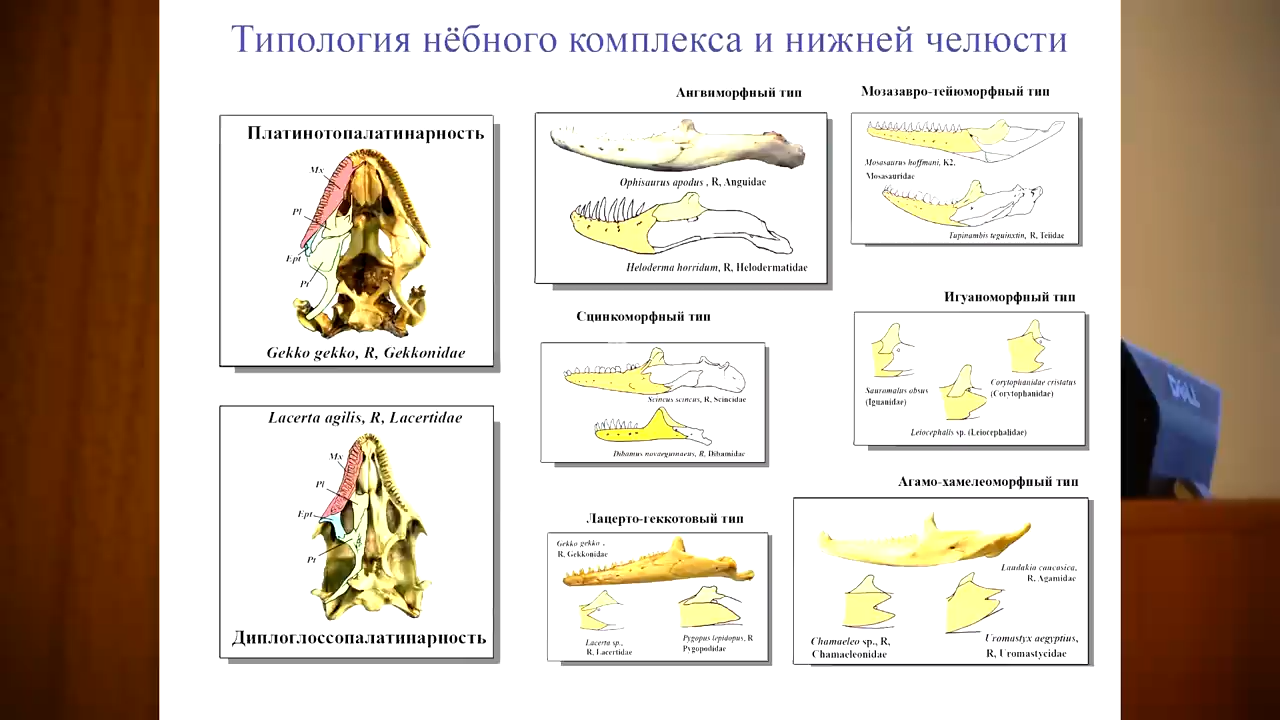 Типология нёбного комплекса и нижней челюсти
Платинотопалатинарность
Mx
Pl
Ept
Pt
Gekko gekko, R, Gekkonidae
Lacerta agilis, R, Lacertidae
Mx
Pl
Ept
Pt
Диплоглоссопалатинарность
Ангвиморфный тип
Ophisaurus apodus , R, Anguidae
Heloderma horridum, R, Helodermatidae
Сцинкоморфный тип
Scincus scincus, R, Scincidae
Dibamus novaeguineaeus, R, Dibamidae
Лацерто-геккотовый тип
Gekko gekko ,
R, Gekkonidae
Lacerta sp.,
R, Lacertidae
Pygopus lepidopus, R
Pygopodidae
Мозазавро-тейюморфный тип
Mosasaurus hoffmani, K2,
Mosasauridae
Tupinambis teguinxtin, R, Teiidae
Игуаноморфный тип
Sauromalus obsus
(Iguanidae)
Corytophanidae cristatus
(Corytophanidae)
Leiocephalis sp. (Leiocephalidae)
Агамо-хамелеоморфный тип
Laudakia caucasica,
R, Agamidae
Chamaeleo sp., R,
Chamaeleonidae
Uromastyx aegyptius,
R, Uromastycidae
DELL